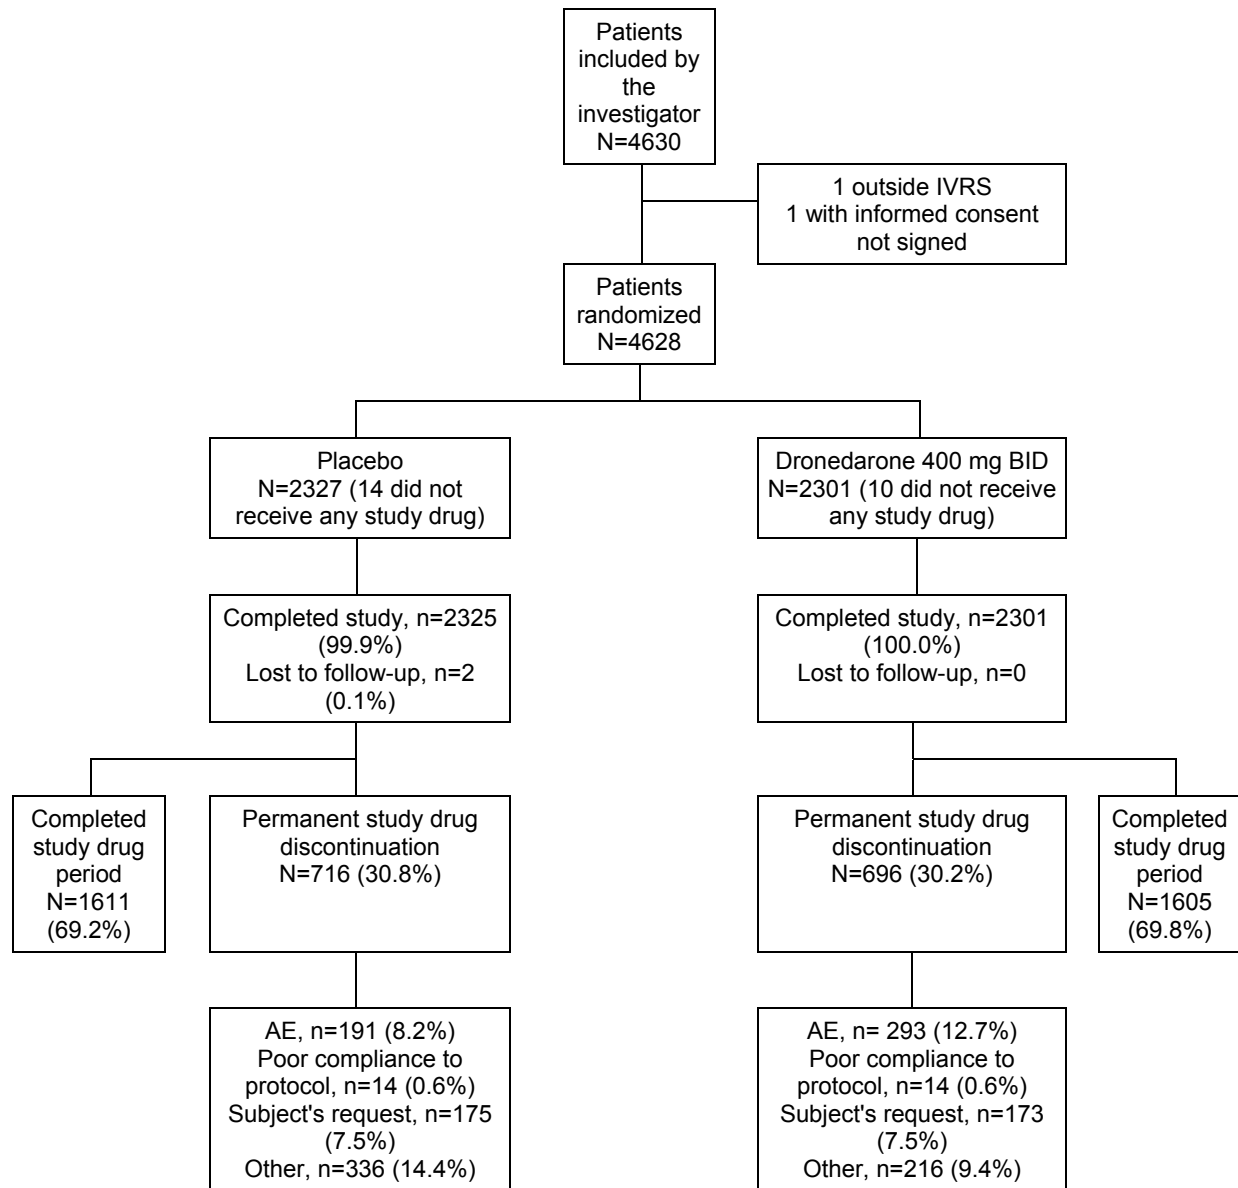 Patients
included by
the
investigator
N=4630
1 outside IVRS
1 with informed consent
not signed
Patients
randomized
N=4628
Placebo
N=2327 (14 did not
receive any study drug)
Dronedarone 400 mg BID
N=2301 (10 did not receive
any study drug)
Completed study, n=2325
(99.9%)
Lost to follow-up, n=2
(0.1%)
Completed study, n=2301
(100.0%)
Lost to follow-up, n=0
Completed
study drug
period
N=1611
(69.2%)
Permanent study drug
discontinuation
N=716 (30.8%)
Permanent study drug
discontinuation
N=696 (30.2%)
Completed
study drug
period
N=1605
(69.8%)
AE, n=191 (8.2%)
Poor compliance to
protocol, n=14 (0.6%)
Subject's request, n=175
(7.5%)
Other, n=336 (14.4%)
AE, n= 293 (12.7%)
Poor compliance to
protocol, n=14 (0.6%)
Subject's request, n=173
(7.5%)
Other, n=216 (9.4%)